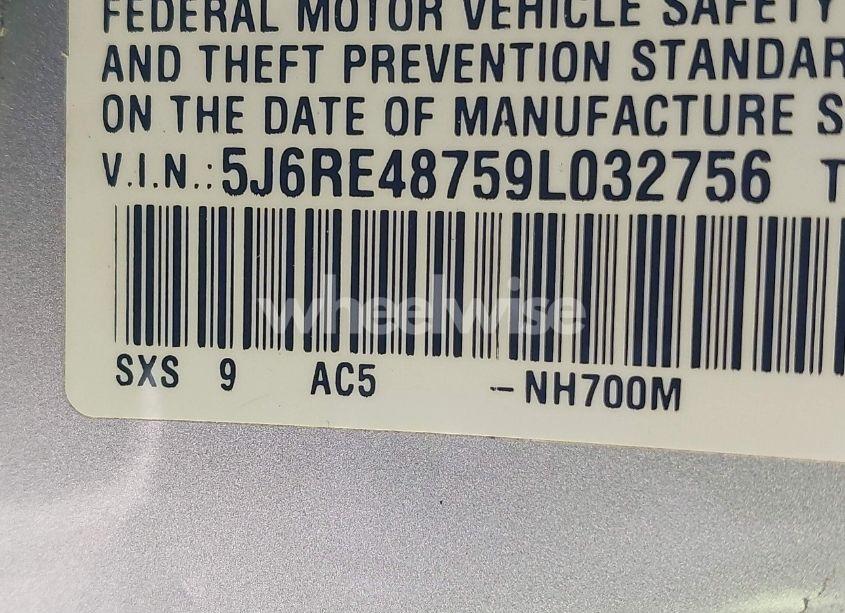 FEDERAL MOTOR VEHICLE SAFETY
AND THEFT PREVENTION STANDAR
ON THE DATE OF MANUFACTURE S
V.I.N.: 5J6RE48759L032756 T
wheelwise
SXS 9 AC5 -NH700M